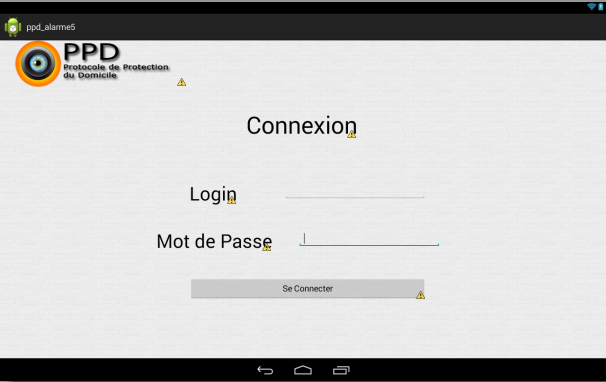 ppd_alarme5
PPD
Protocole de Protection
du Domicile
Connexion
Login
Mot de Passe
Se Connecter